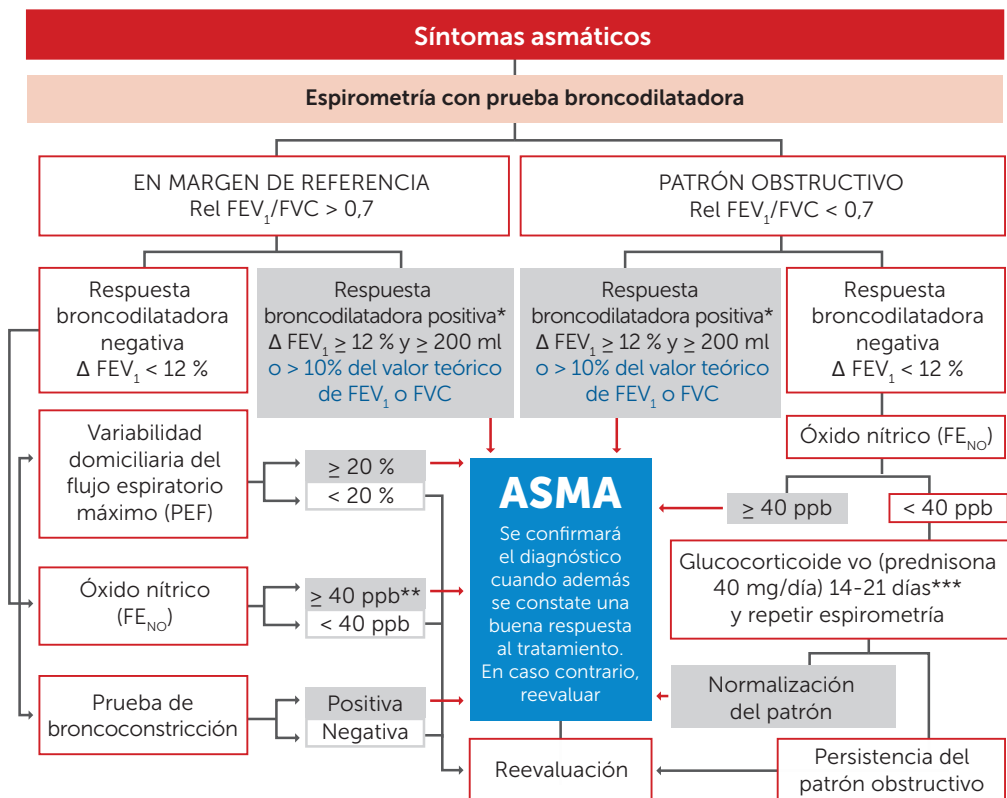 Síntomas asmáticos
Espirometría con prueba broncodilatadora
EN MARGEN DE REFERENCIA
Rel FEV₁/FVC > 0,7
PATRÓN OBSTRUCTIVO
Rel FEV₁/FVC < 0,7
Respuesta
broncodilatadora
negativa
Δ FEV₁ < 12 %
Respuesta
broncodilatadora positiva*
Δ FEV₁ ≥ 12 % y ≥ 200 ml
o > 10% del valor teórico
de FEV₁ o FVC
Respuesta
broncodilatadora positiva*
Δ FEV₁ ≥ 12 % y ≥ 200 ml
o > 10% del valor teórico
de FEV₁ o FVC
Respuesta
broncodilatadora
negativa
Δ FEV₁ < 12 %
Variabilidad
domiciliaria del
flujo espiratorio
máximo (PEF)
≥ 20 %
< 20 %
Óxido nítrico
(FE_NO)
≥ 40 ppb**
< 40 ppb
Prueba de
broncoconstricción
Positiva
Negativa
ASMA
Se confirmará
el diagnóstico
cuando además
se constate una
buena respuesta
al tratamiento.
En caso contrario,
reevaluar
Óxido nítrico (FE_NO)
≥ 40 ppb
< 40 ppb
Glucocorticoide vo (prednisona
40 mg/día) 14-21 días***
y repetir espirometría
Normalización
del patrón
Persistencia del
patrón obstructivo
Reevaluación